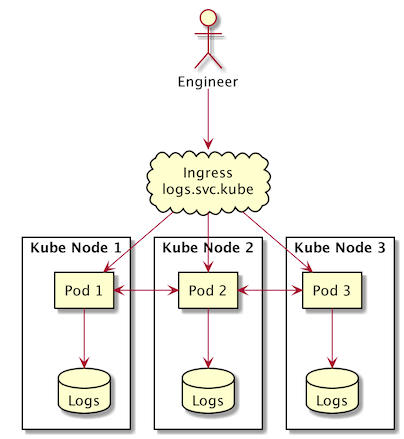 Engineer
Ingress
logs.svc.kube
Kube Node 1
Kube Node 2
Kube Node 3
Pod 1
Pod 2
Pod 3
Logs
Logs
Logs